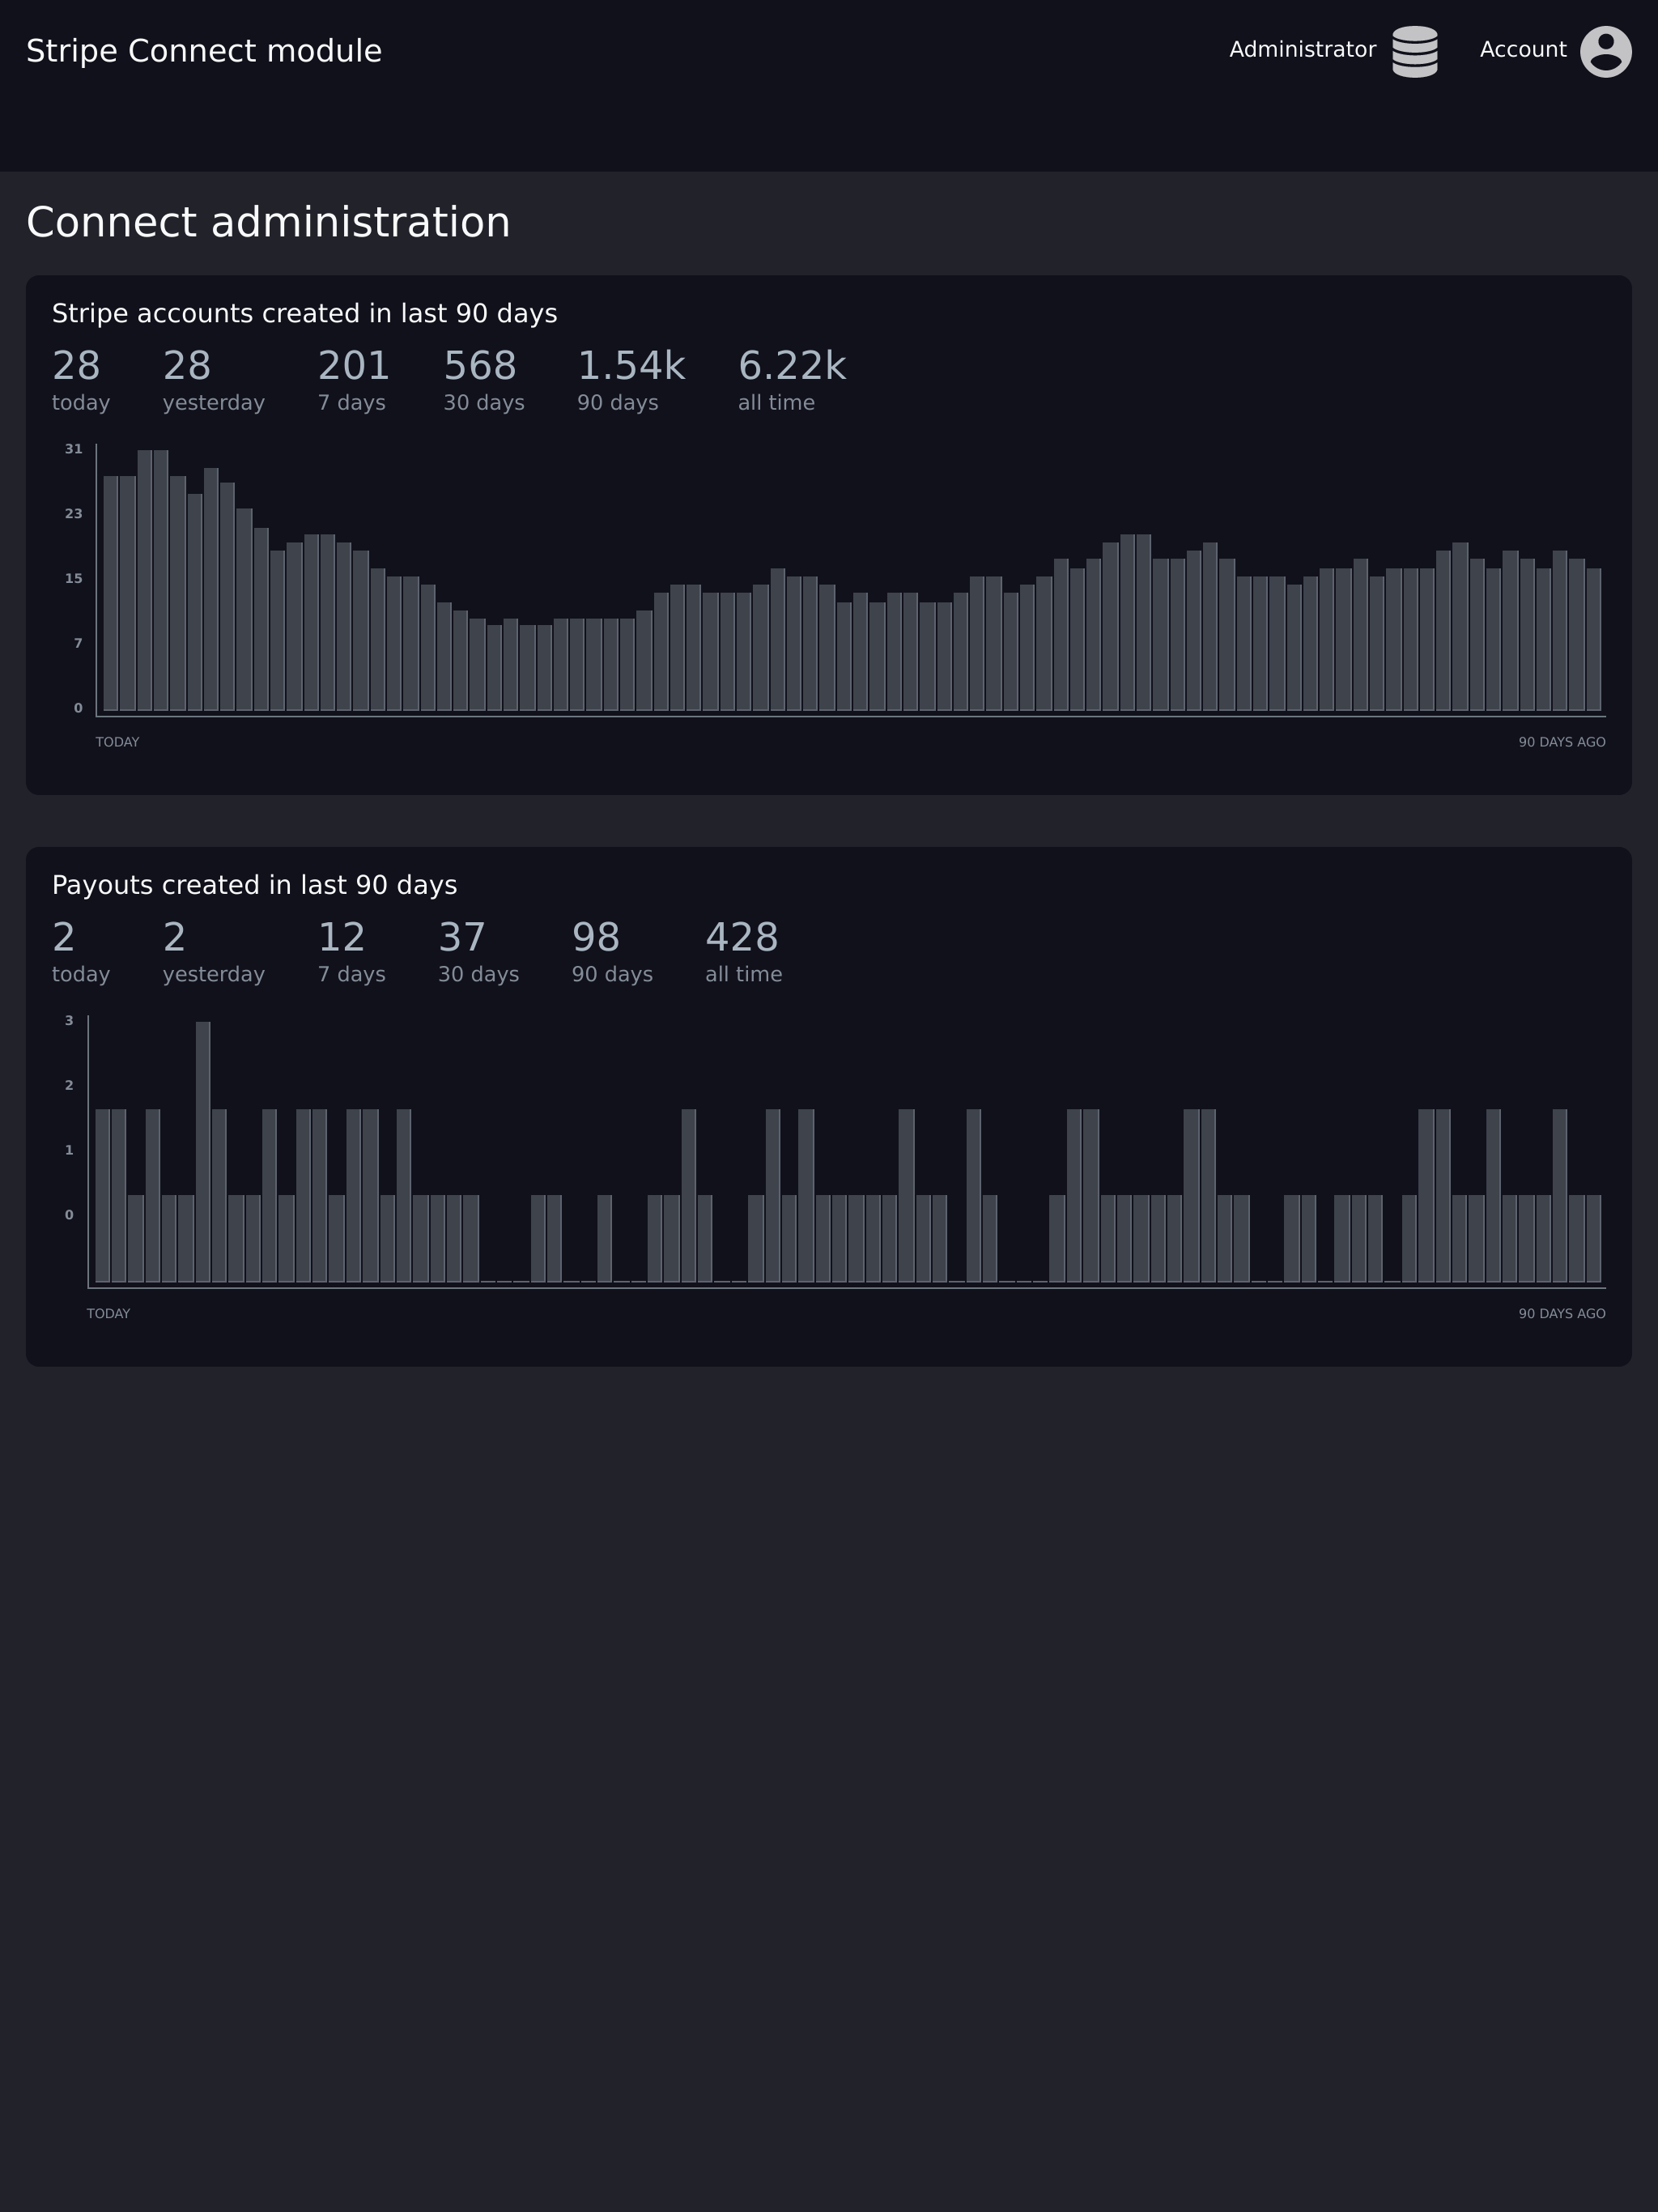 Stripe Connect module
Administrator
Account
Connect administration
Stripe accounts created in last 90 days
28 28 201 568 1.54k 6.22k
today yesterday 7 days 30 days 90 days all time
31
23
15
7
0
TODAY 90 DAYS AGO
Payouts created in last 90 days
2 2 12 37 98 428
today yesterday 7 days 30 days 90 days all time
3
2
1
0
TODAY 90 DAYS AGO